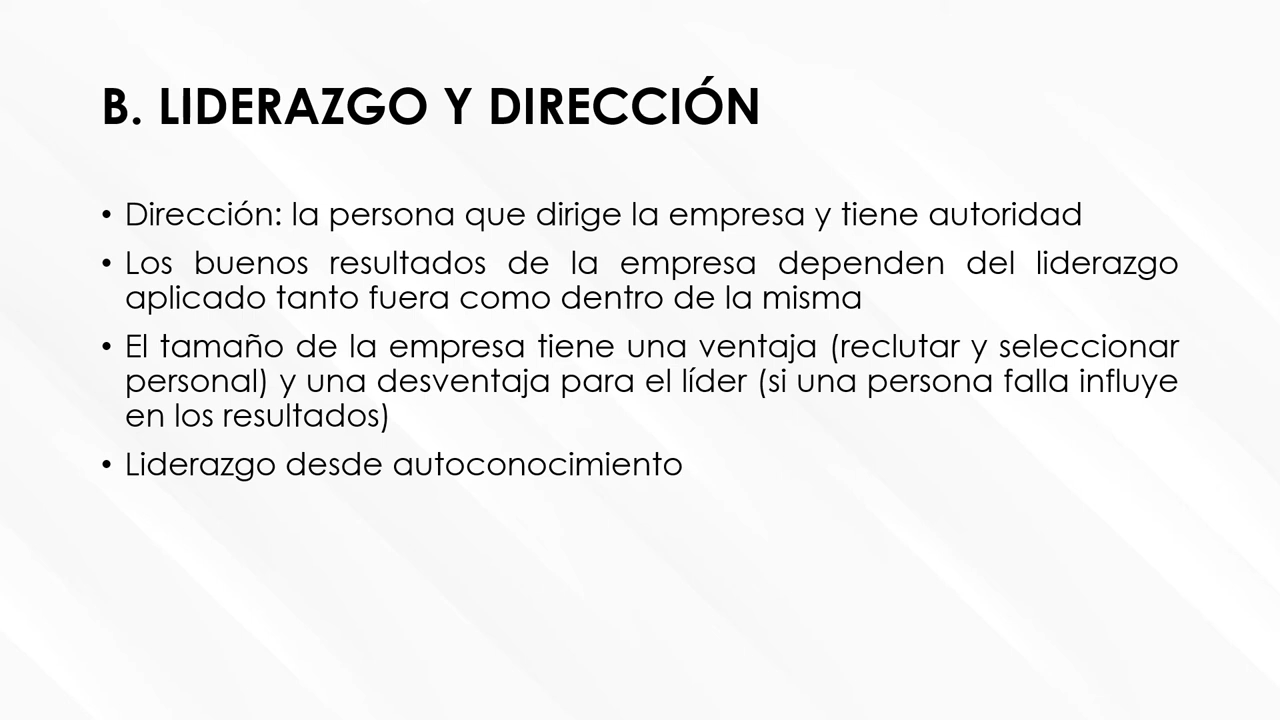 B. LIDERAZGO Y DIRECCIÓN
• Dirección: la persona que dirige la empresa y tiene autoridad
• Los buenos resultados de la empresa dependen del liderazgo
aplicado tanto fuera como dentro de la misma
• El tamaño de la empresa tiene una ventaja (reclutar y seleccionar
personal) y una desventaja para el líder (si una persona falla influye
en los resultados)
• Liderazgo desde autoconocimiento